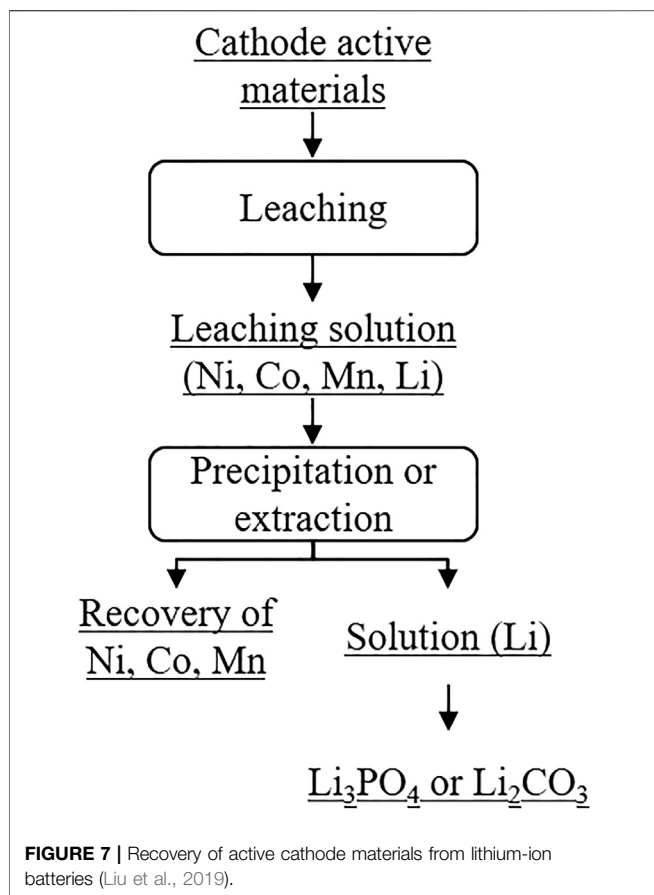 Cathode active
materials
Leaching
Leaching solution
(Ni, Co, Mn, Li)
Precipitation or
extraction
Recovery of
Ni, Co, Mn
Solution (Li)
Li₃PO₄ or Li₂CO₃
FIGURE 7 | Recovery of active cathode materials from lithium-ion
batteries (Liu et al., 2019).